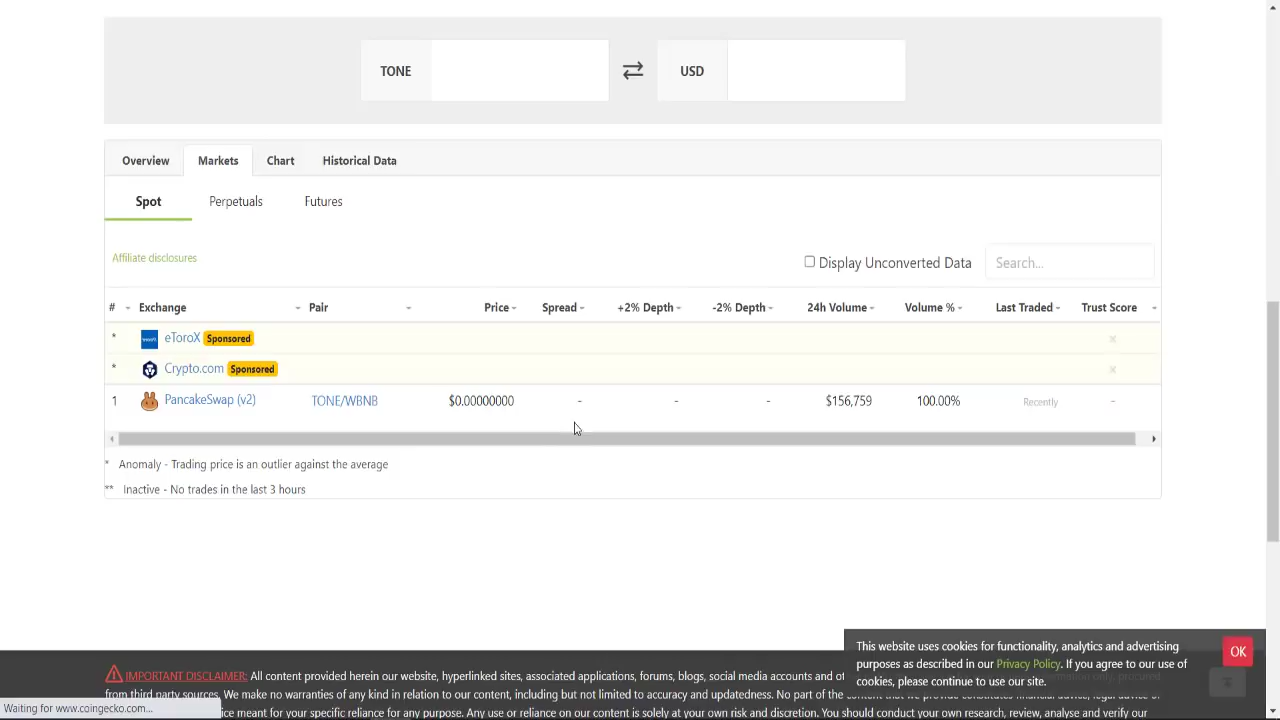 TONE
USD
Overview Markets Chart Historical Data
Spot Perpetuals Futures
Affiliate disclosures
Display Unconverted Data Search...
# Exchange Pair Price Spread +2% Depth -2% Depth 24h Volume Volume % Last Traded Trust Score
* eToroX Sponsored
* Crypto.com Sponsored
1 PancakeSwap (v2) TONE/WBNB $0.00000000 - - - $156,759 100.00% Recently -
* Anomaly - Trading price is an outlier against the average
** Inactive - No trades in the last 3 hours
This website uses cookies for functionality, analytics and advertising
purposes as described in our Privacy Policy. If you agree to our use of
cookies, please continue to use our site.
OK
IMPORTANT DISCLAIMER: All content provided herein our website, hyperlinked sites, associated applications, forums, blogs, social media accounts and
from third party sources. We make no warranties of any kind in relation to our content, including but not limited to accuracy and updatedness. No part of the
meant for your specific reliance for any purpose. Any use or reliance on our content is solely at your own risk and discretion. You should conduct your own research, review, analyse and verify our
Waiting for www.coingecko.com...